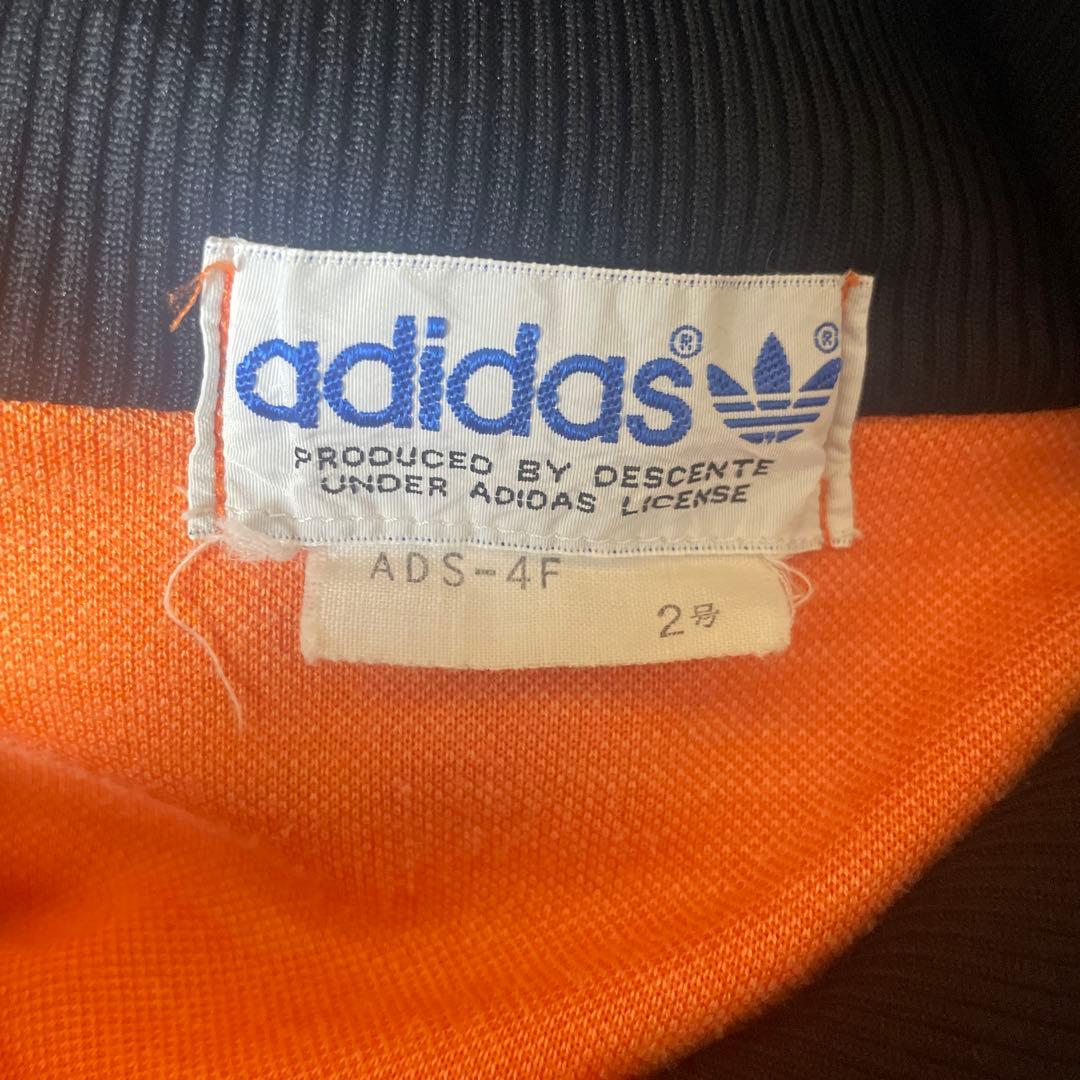 adidas® ®
PRODUCED BY DESCENTE
UNDER ADIDAS LICENSE
ADS-4F
2号